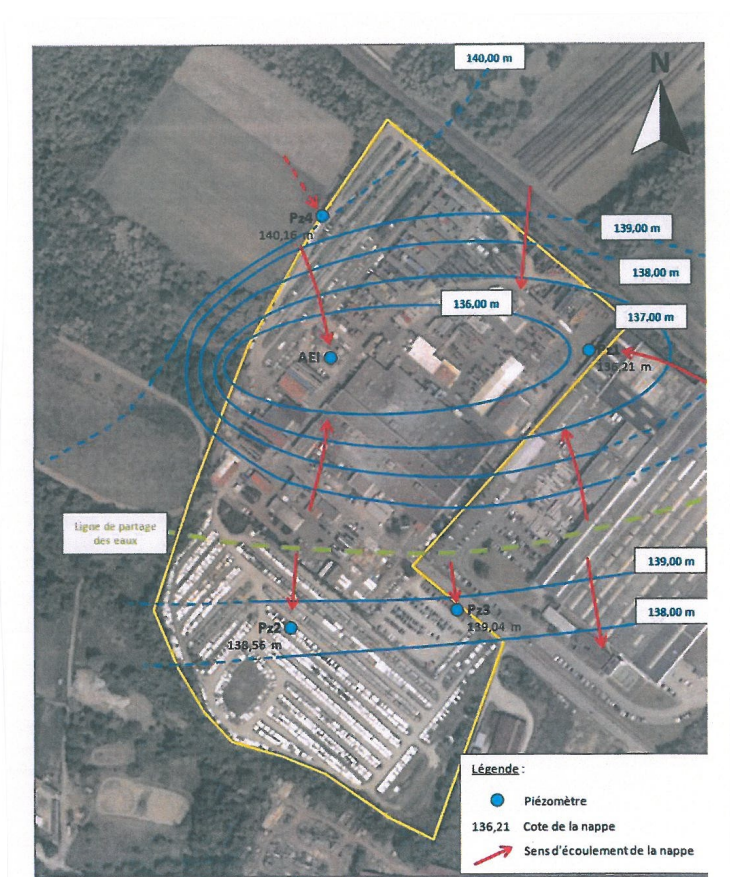 140,00 m
N
Pz4
140,16 m
139,00 m
138,00 m
136,00 m
137,00 m
AEI
Pz1
136,21 m
Ligne de partage
des eaux
139,00 m
138,00 m
Pz3
139,04 m
Pz2
138,56 m
Légende :
Piézomètre
136,21 Cote de la nappe
Sens d'écoulement de la nappe